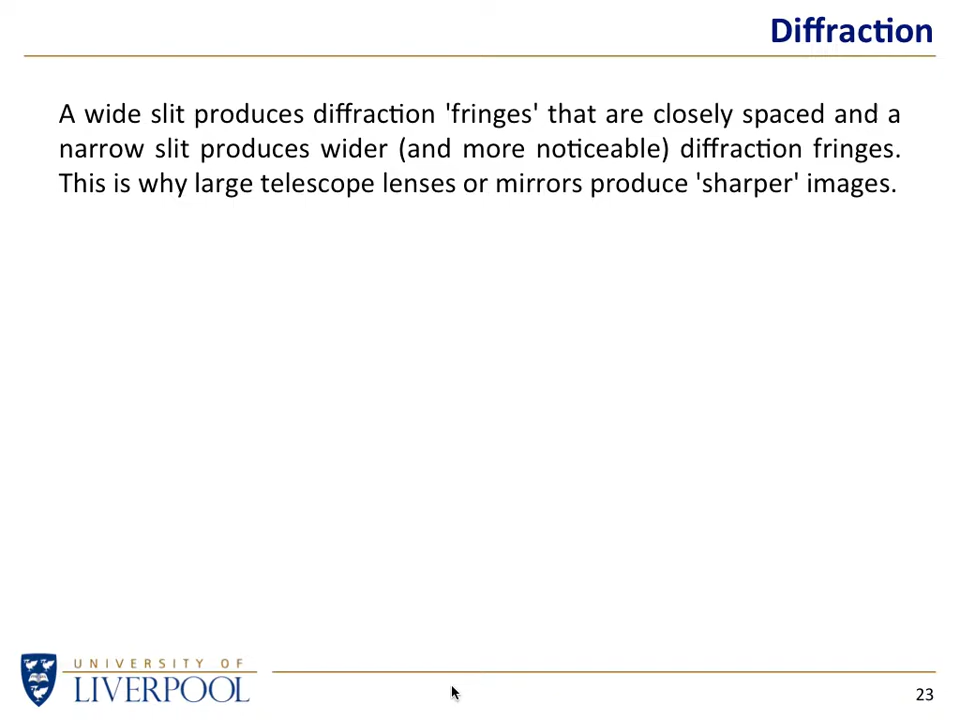 Diffraction
A wide slit produces diffraction 'fringes' that are closely spaced and a
narrow slit produces wider (and more noticeable) diffraction fringes.
This is why large telescope lenses or mirrors produce 'sharper' images.
UNIVERSITY OF
LIVERPOOL
23